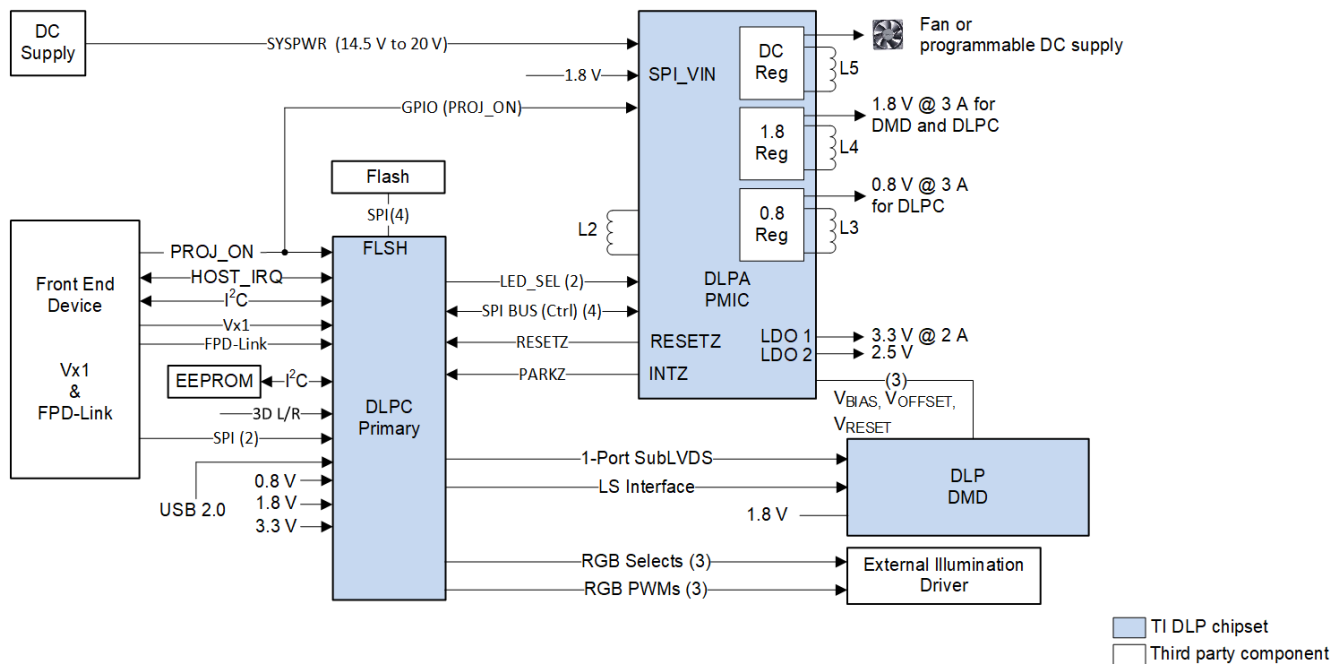 DC
Supply
SYSPWR (14.5 V to 20 V)
1.8 V
SPI_VIN
GPIO (PROJ_ON)
DC
Reg
L5
Fan or
programmable DC supply
1.8
Reg
L4
1.8 V @ 3 A for
DMD and DLPC
0.8
Reg
L3
0.8 V @ 3 A
for DLPC
L2
DLPA
PMIC
Flash
SPI(4)
FLSH
Front End
Device
Vx1
&
FPD-Link
PROJ_ON
HOST_IRQ
I²C
Vx1
FPD-Link
EEPROM
I²C
3D L/R
SPI (2)
USB 2.0
0.8 V
1.8 V
3.3 V
DLPC
Primary
LED_SEL (2)
SPI BUS (Ctrl) (4)
RESETZ
RESETZ
PARKZ
INTZ
LDO 1
LDO 2
3.3 V @ 2 A
2.5 V
(3)
VBIAS, VOFFSET,
VRESET
1-Port SubLVDS
LS Interface
1.8 V
DLP
DMD
RGB Selects (3)
RGB PWMs (3)
External Illumination
Driver
TI DLP chipset
Third party component